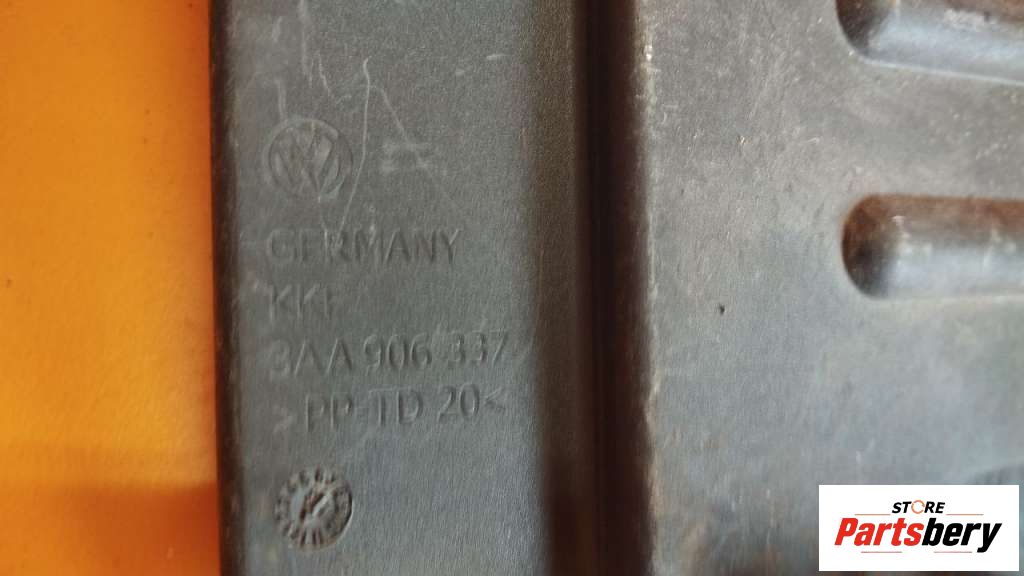 GERMANY
KKF
3AA 906 337
>PP-TD 20<
STORE
Partsbery